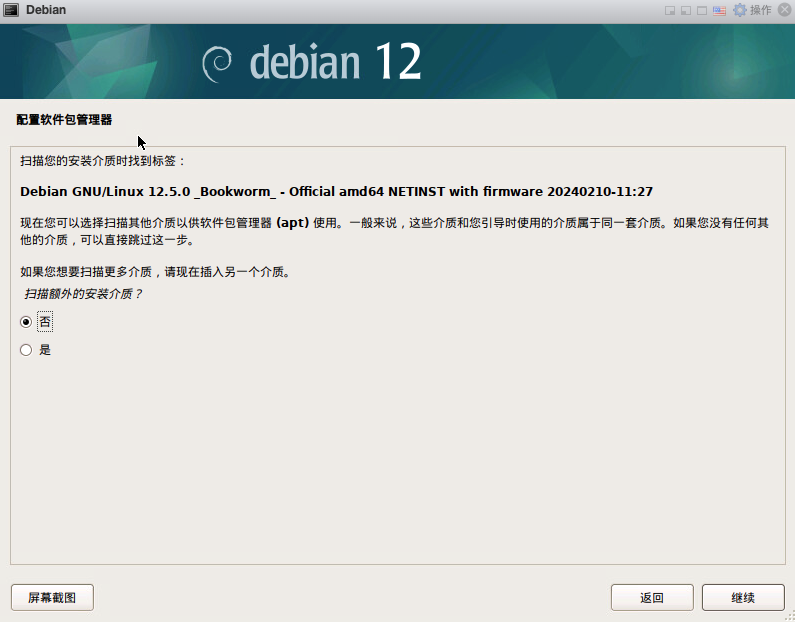 Debian
操作
debian 12
配置软件包管理器
扫描您的安装介质时找到标签：
Debian GNU/Linux 12.5.0 _Bookworm_ - Official amd64 NETINST with firmware 20240210-11:27
现在您可以选择扫描其他介质以供软件包管理器 (apt) 使用。一般来说，这些介质和您引导时使用的介质属于同一套介质。如果您没有任何其
他的介质，可以直接跳过这一步。
如果您想要扫描更多介质，请现在插入另一个介质。
扫描额外的安装介质？
否
是
屏幕截图
返回
继续